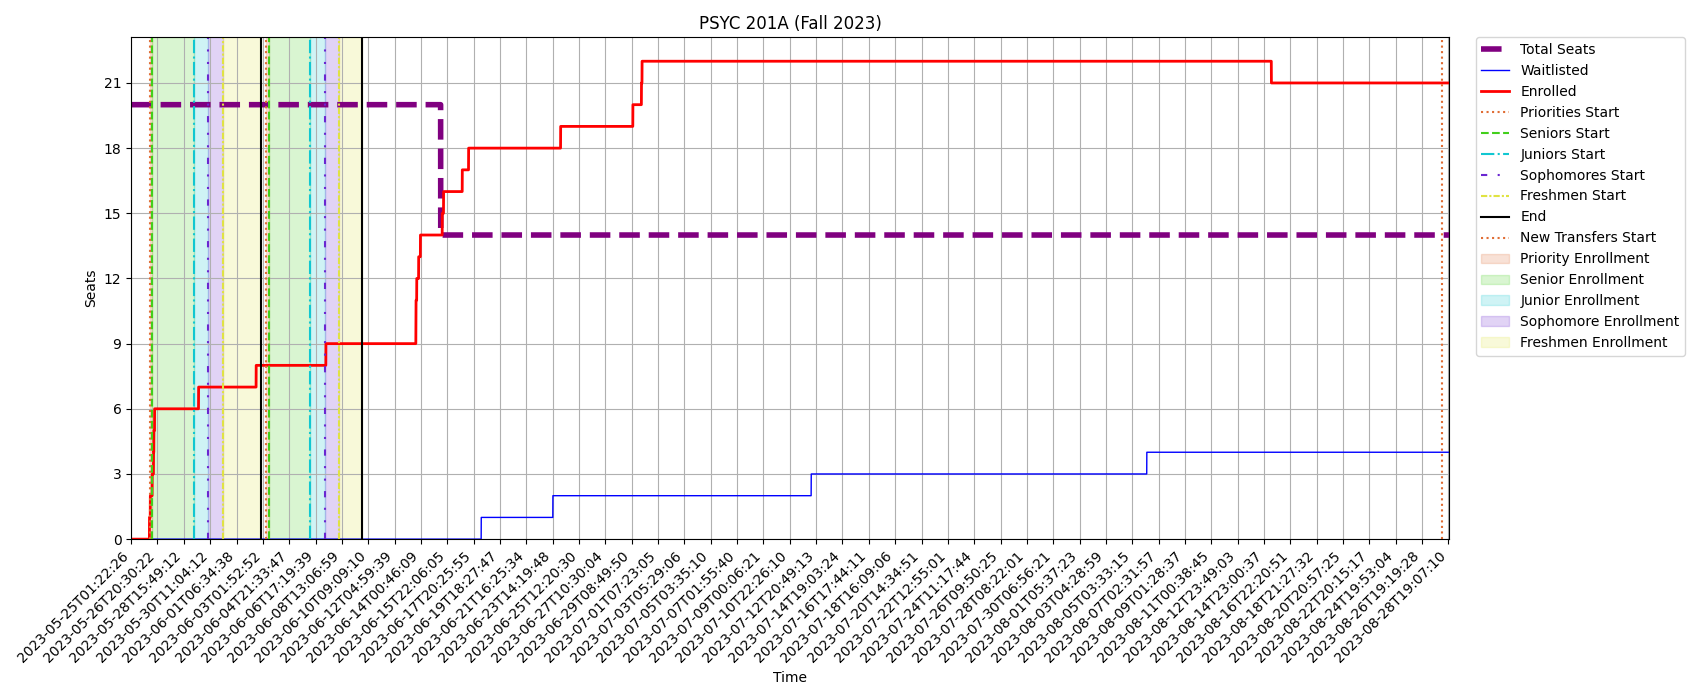 PSYC 201A (Fall 2023)
Seats
21
18
15
12
9
6
3
0
2023-05-25T01:22:26
2023-05-26T20:30:22
2023-05-28T15:49:12
2023-05-30T11:04:12
2023-06-01T06:34:38
2023-06-03T01:52:52
2023-06-04T21:33:47
2023-06-06T17:19:39
2023-06-08T13:06:59
2023-06-10T09:09:10
2023-06-12T04:59:39
2023-06-14T00:46:09
2023-06-15T22:06:05
2023-06-17T20:25:55
2023-06-19T18:27:47
2023-06-21T16:25:34
2023-06-23T14:19:48
2023-06-25T12:20:30
2023-06-27T10:30:04
2023-06-29T08:49:50
2023-07-01T07:23:05
2023-07-03T05:29:06
2023-07-05T03:35:10
2023-07-07T01:55:40
2023-07-09T00:06:21
2023-07-10T22:26:10
2023-07-12T20:49:13
2023-07-14T19:03:24
2023-07-16T17:44:11
2023-07-18T16:09:06
2023-07-20T14:34:51
2023-07-22T12:55:01
2023-07-24T11:17:44
2023-07-26T09:50:25
2023-07-28T08:22:01
2023-07-30T06:56:21
2023-08-01T05:37:23
2023-08-03T04:28:59
2023-08-05T03:33:15
2023-08-07T02:31:57
2023-08-09T01:28:37
2023-08-11T00:38:45
2023-08-12T23:49:03
2023-08-14T23:00:37
2023-08-16T22:20:51
2023-08-18T21:27:32
2023-08-20T20:57:25
2023-08-22T20:15:17
2023-08-24T19:53:04
2023-08-26T19:19:28
2023-08-28T19:07:10
Time
Total Seats
Waitlisted
Enrolled
Priorities Start
Seniors Start
Juniors Start
Sophomores Start
Freshmen Start
End
New Transfers Start
Priority Enrollment
Senior Enrollment
Junior Enrollment
Sophomore Enrollment
Freshmen Enrollment